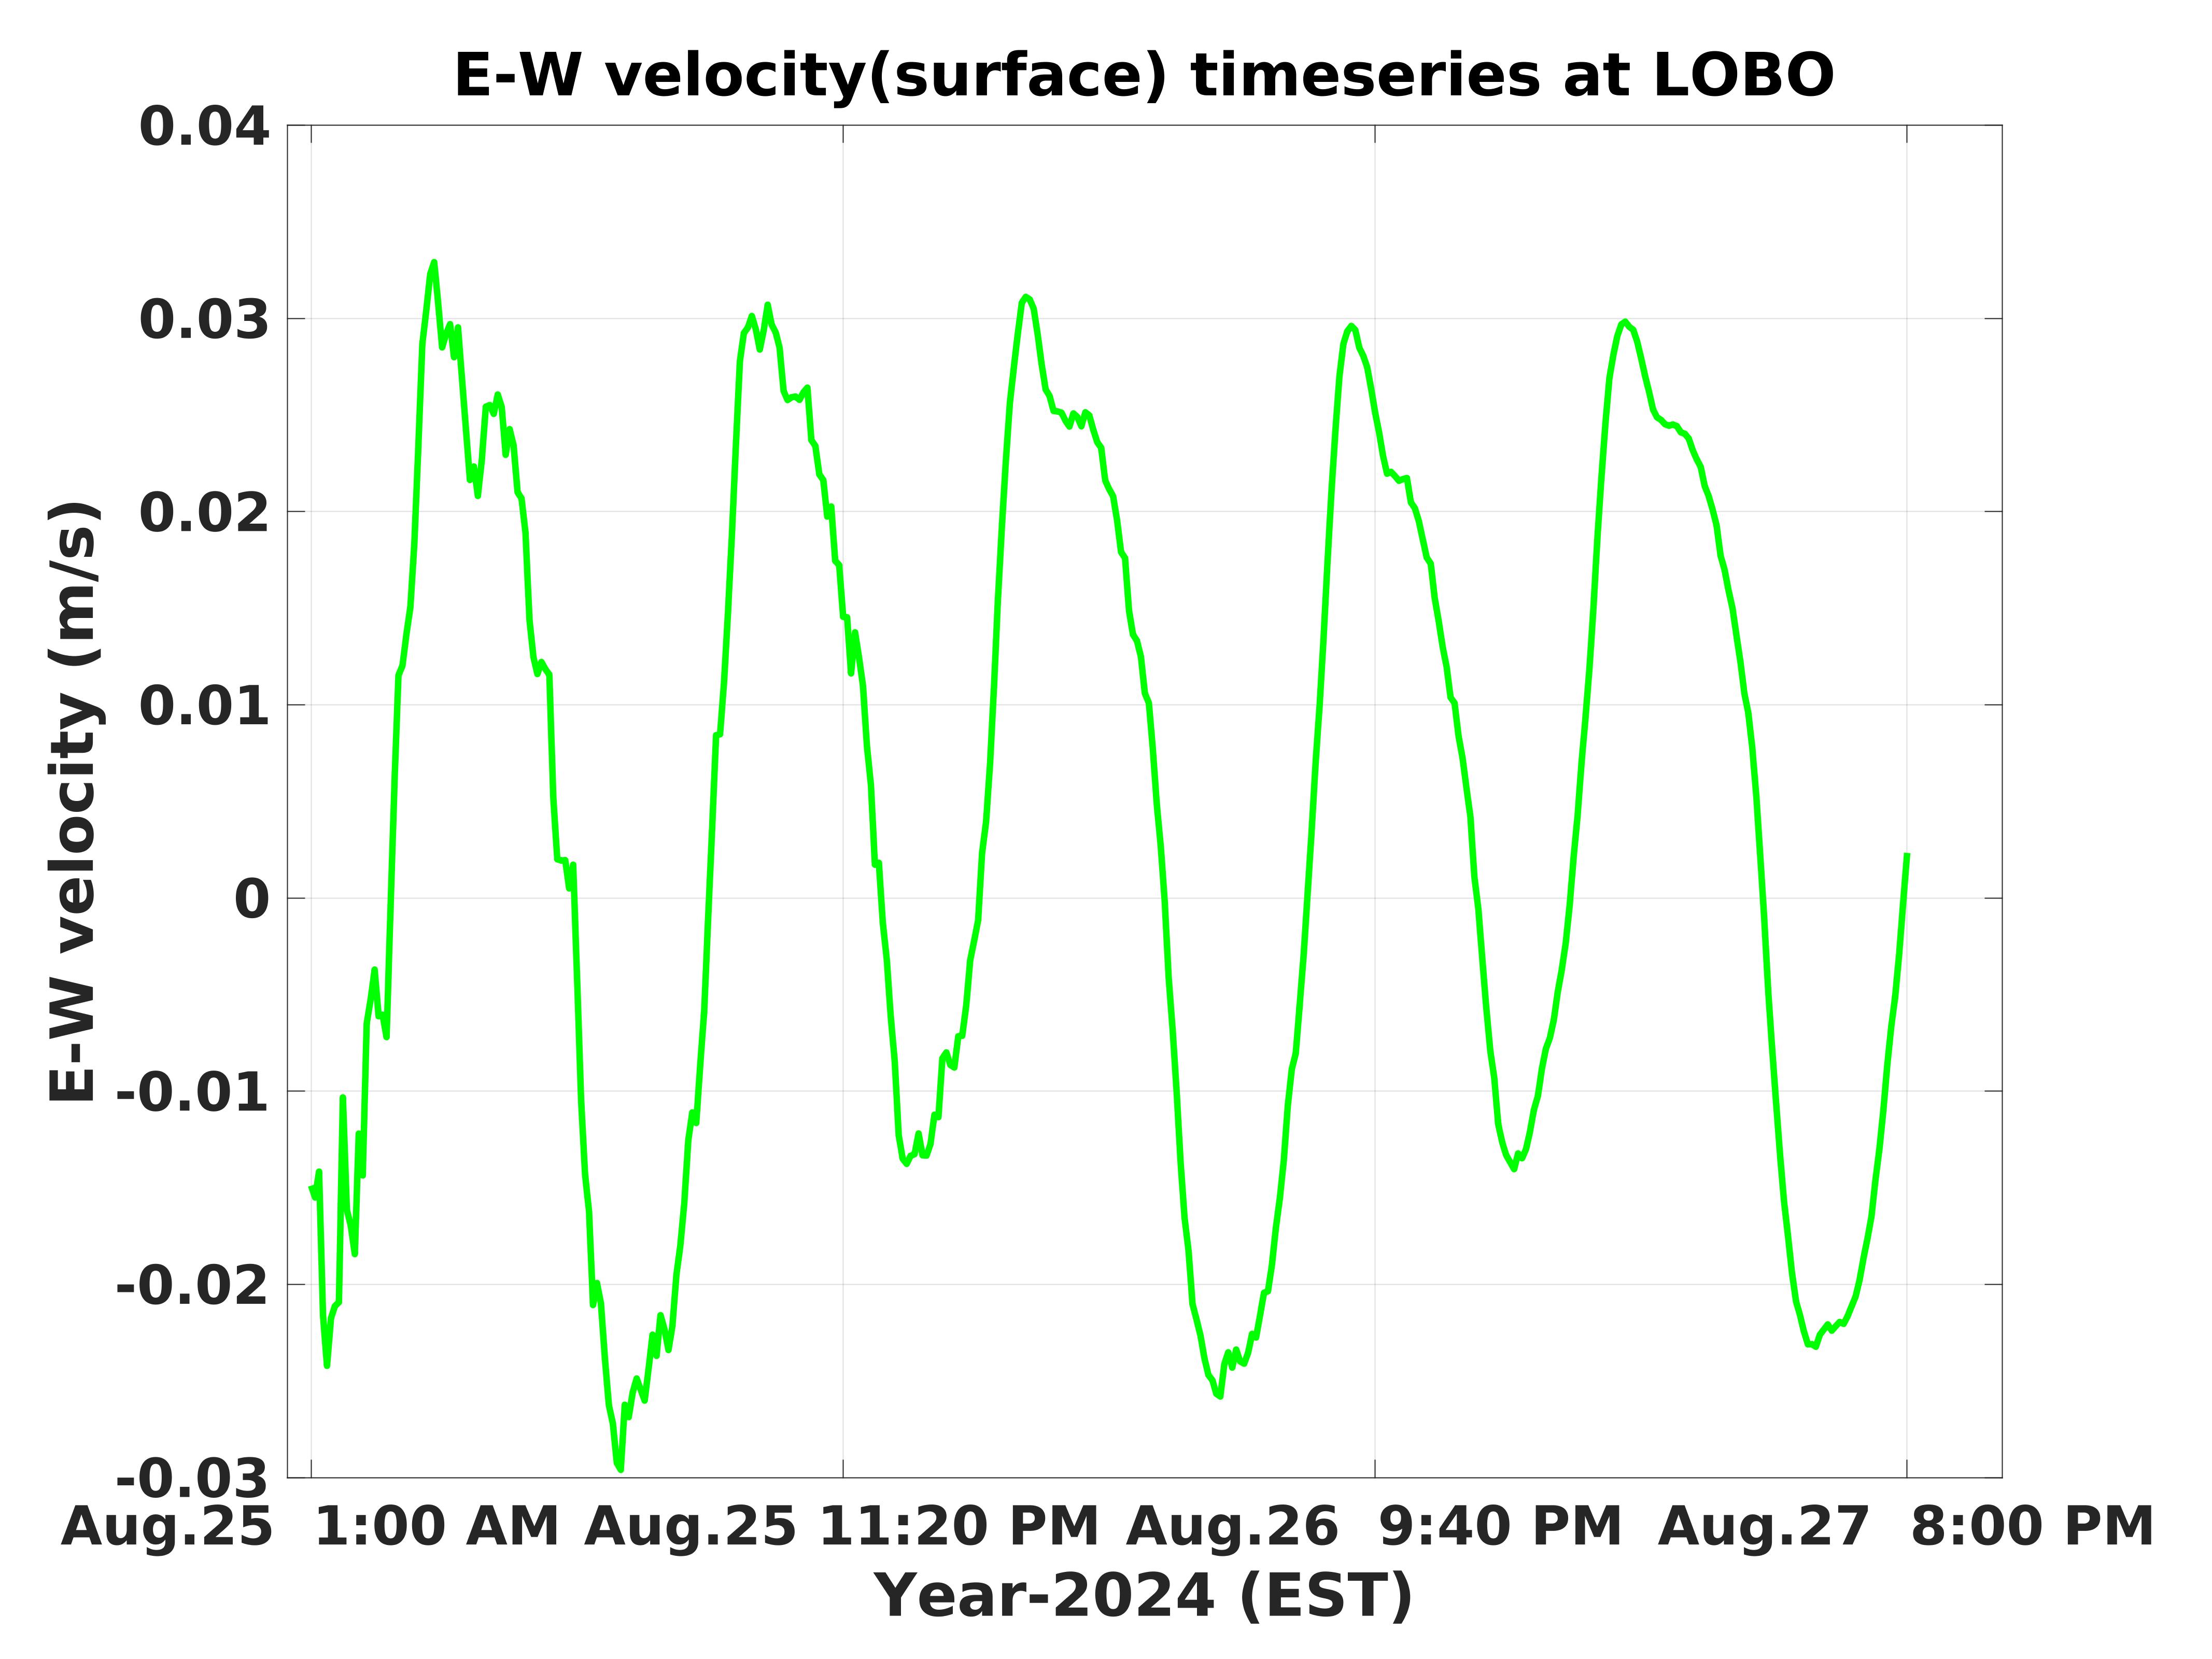 E-W velocity(surface) timeseries at LOBO
E-W velocity (m/s)
0.04
0.03
0.02
0.01
0
-0.01
-0.02
-0.03
Aug.25 1:00 AM Aug.25 11:20 PM Aug.26 9:40 PM Aug.27 8:00 PM
Year-2024 (EST)